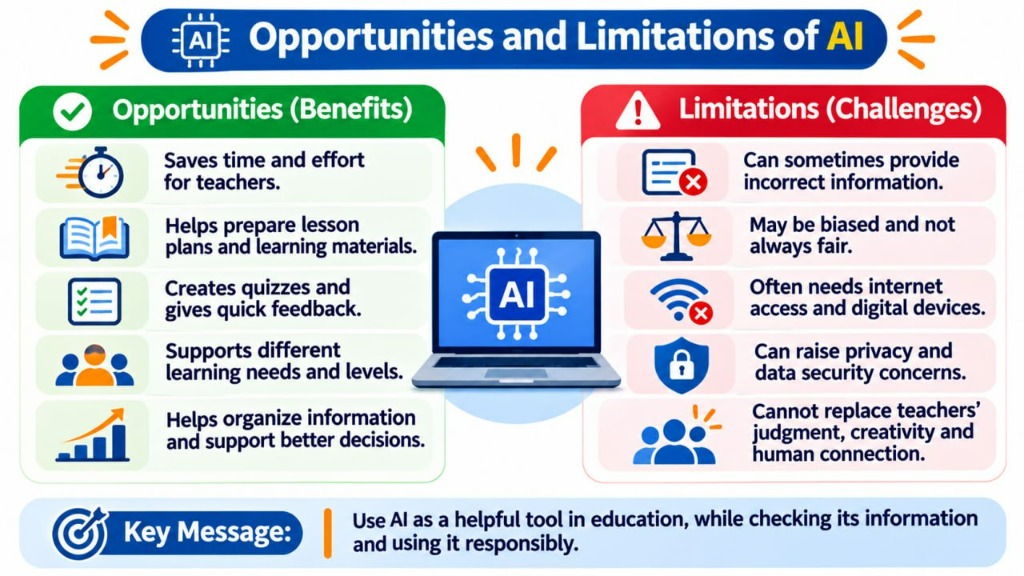 AI
Opportunities and Limitations of AI
Opportunities (Benefits)
Saves time and effort
for teachers.
Helps prepare lesson
plans and learning materials.
Creates quizzes and
gives quick feedback.
Supports different
learning needs and levels.
Helps organize information
and support better decisions.
AI
Limitations (Challenges)
Can sometimes provide
incorrect information.
May be biased and not
always fair.
Often needs internet
access and digital devices.
Can raise privacy and
data security concerns.
Cannot replace teachers'
judgment, creativity and
human connection.
Key Message:
Use AI as a helpful tool in education, while checking its information
and using it responsibly.